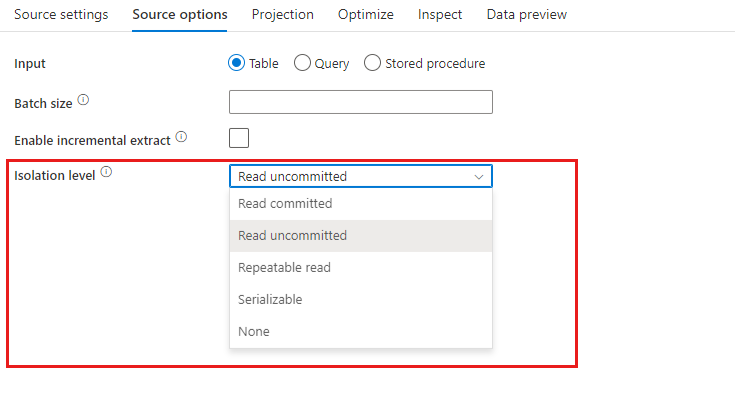 Source settings Source options Projection Optimize Inspect Data preview
Input Table Query Stored procedure
Batch size
Enable incremental extract
Isolation level Read uncommitted
Read committed
Read uncommitted
Repeatable read
Serializable
None